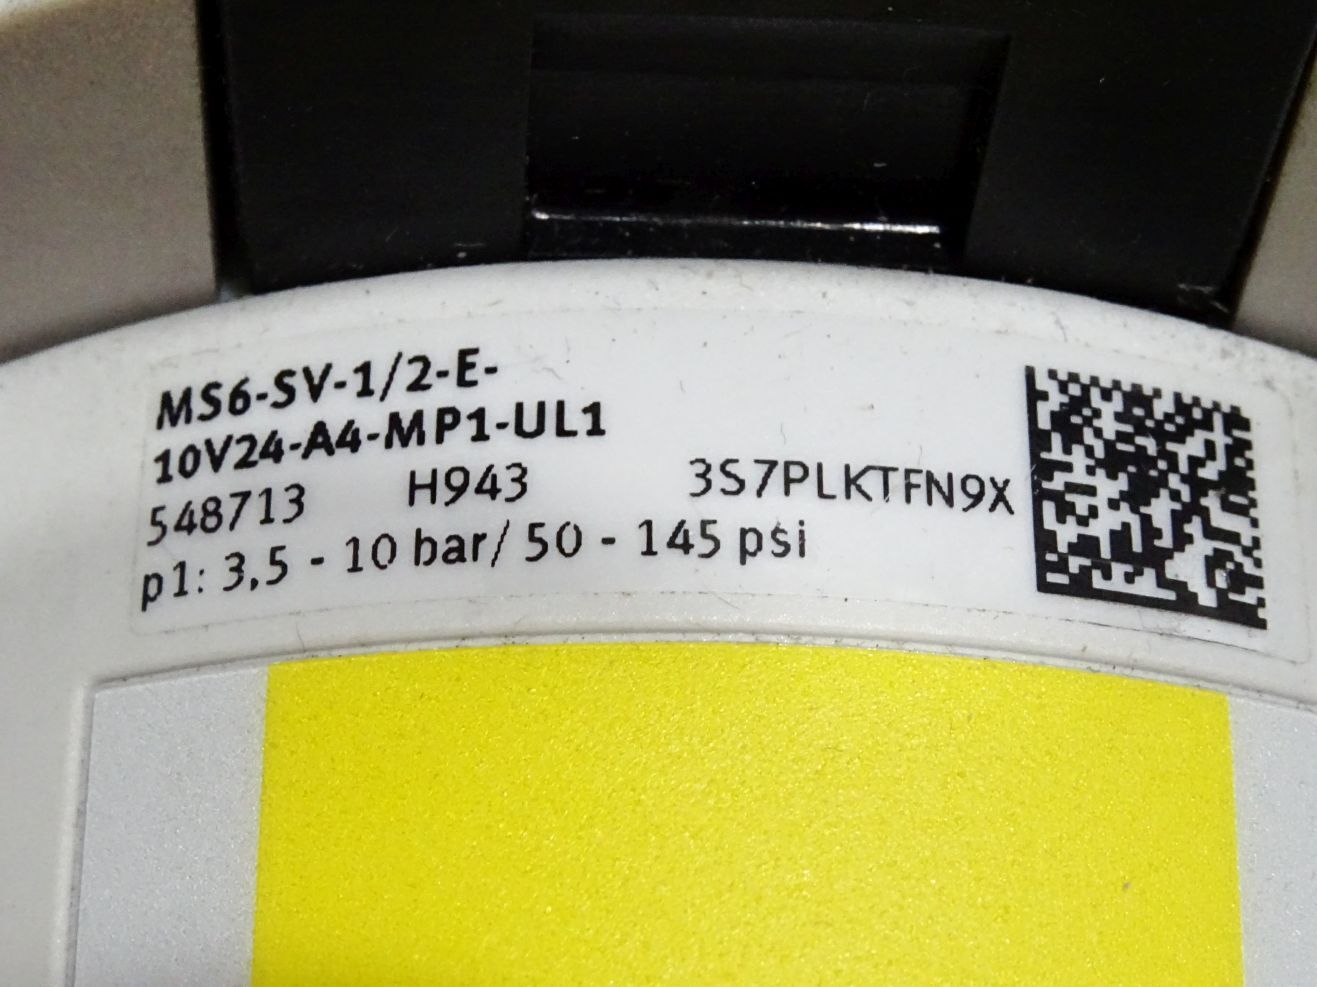 MS6-SV-1/2-E-
10V24-A4-MP1-UL1
548713 H943 3S7PLKTFN9X
p1: 3,5 - 10 bar/ 50 - 145 psi